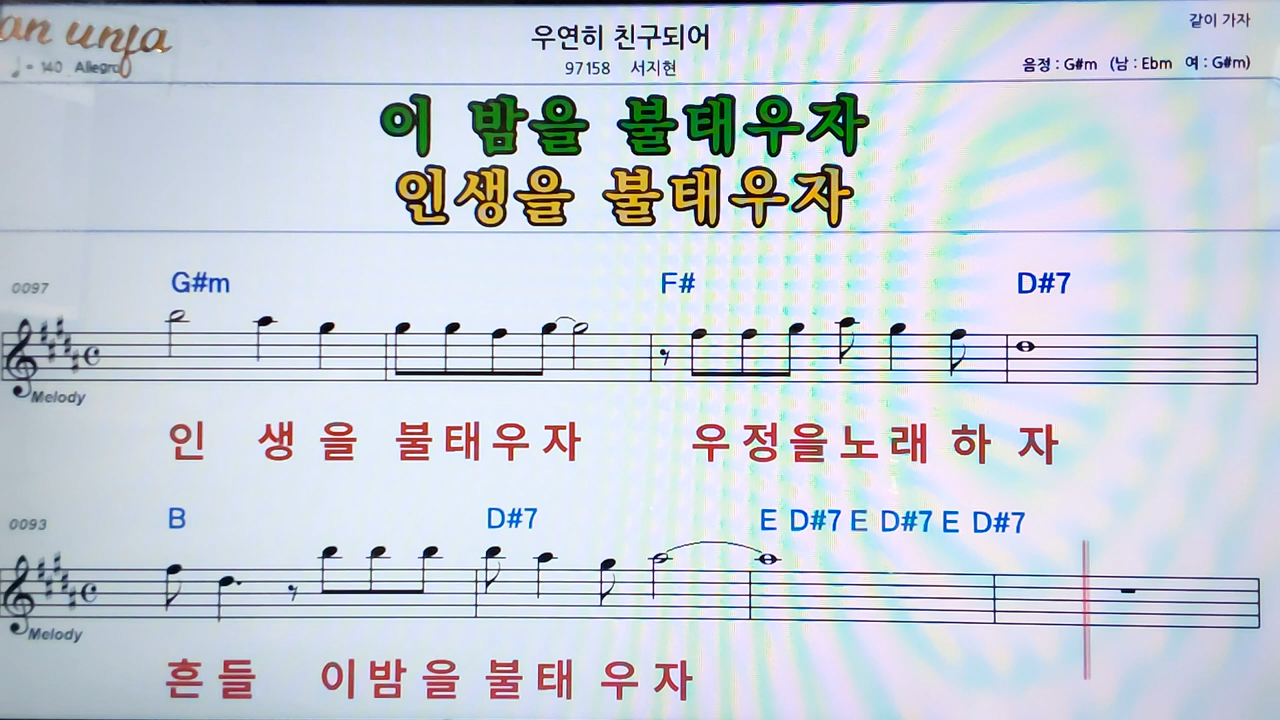 an unfa
♩= 140 Allegro
우연히 친구되어
97158 서지현
같이 가자
음정 : G#m (남 : Ebm 여 : G#m)
이 밤을 불태우자
인생을 불태우자
0097
G#m F# D#7
Melody
인 생 을 불태우자 우정을노래 하 자
0093
B D#7 E D#7 E D#7 E D#7
Melody
흔들 이밤을 불태 우자